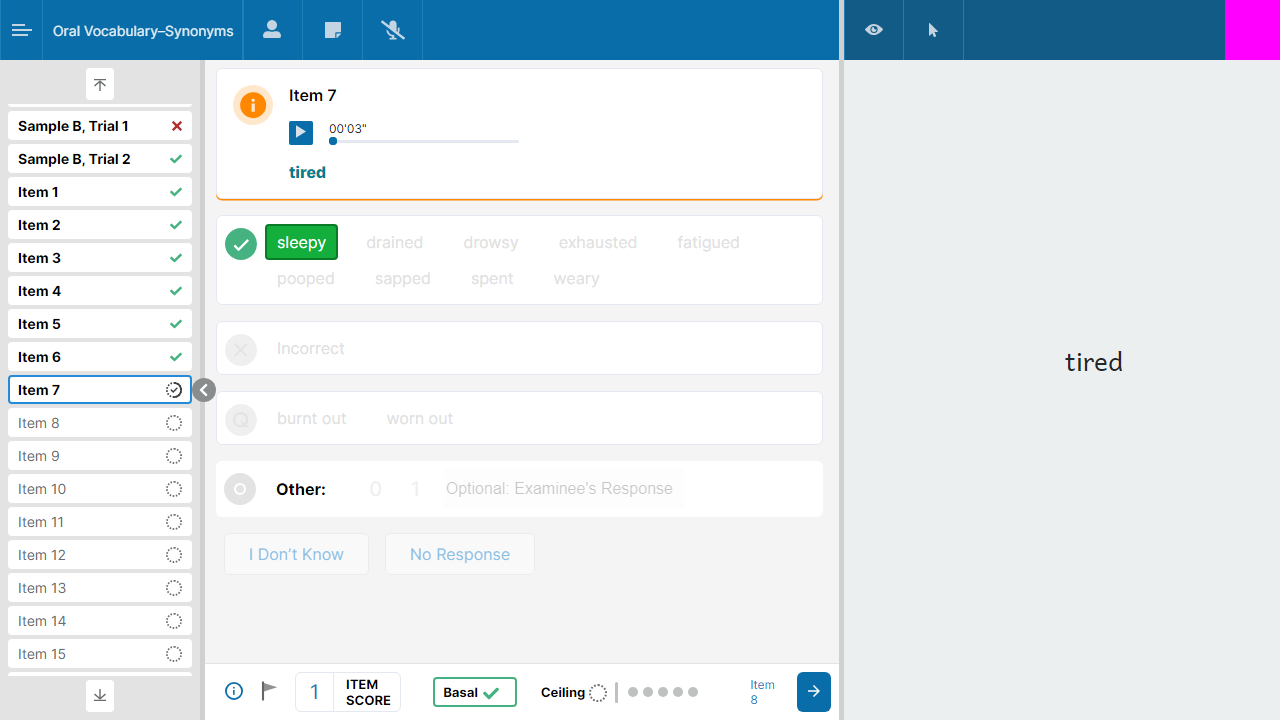 Oral Vocabulary–Synonyms
Sample B, Trial 1
Sample B, Trial 2
Item 1
Item 2
Item 3
Item 4
Item 5
Item 6
Item 7
Item 8
Item 9
Item 10
Item 11
Item 12
Item 13
Item 14
Item 15
Item 7
00'03"
tired
sleepy drained drowsy exhausted fatigued
pooped sapped spent weary
Incorrect
Q burnt out worn out
Other: 0 1 Optional: Examinee's Response
I Don’t Know No Response
1 ITEM SCORE Basal Ceiling Item 8
tired